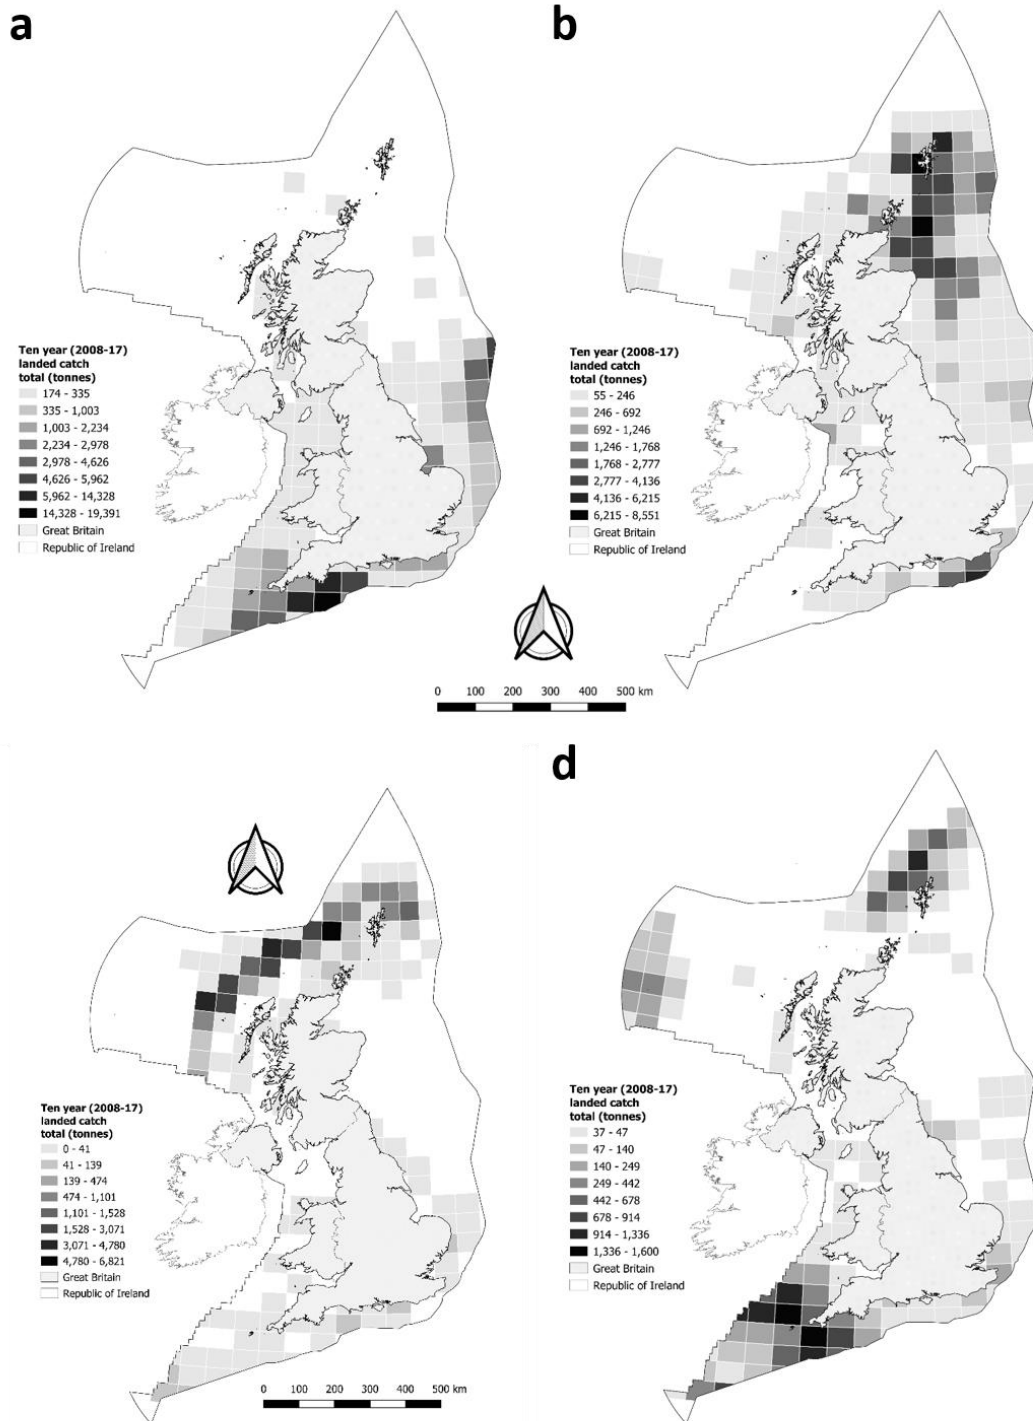 a
b
Ten year (2008-17)
landed catch
total (tonnes)
174 - 335
335 - 1,003
1,003 - 2,234
2,234 - 2,978
2,978 - 4,626
4,626 - 5,962
5,962 - 14,328
14,328 - 19,391
Great Britain
Republic of Ireland
Ten year (2008-17)
landed catch
total (tonnes)
55 - 246
246 - 692
692 - 1,246
1,246 - 1,768
1,768 - 2,777
2,777 - 4,136
4,136 - 6,215
6,215 - 8,551
Great Britain
Republic of Ireland
0 100 200 300 400 500 km
d
Ten year (2008-17)
landed catch
total (tonnes)
0 - 41
41 - 139
139 - 474
474 - 1,101
1,101 - 1,528
1,528 - 3,071
3,071 - 4,780
4,780 - 6,821
Great Britain
Republic of Ireland
0 100 200 300 400 500 km
Ten year (2008-17)
landed catch
total (tonnes)
37 - 47
47 - 140
140 - 249
249 - 442
442 - 678
678 - 914
914 - 1,336
1,336 - 1,600
Great Britain
Republic of Ireland